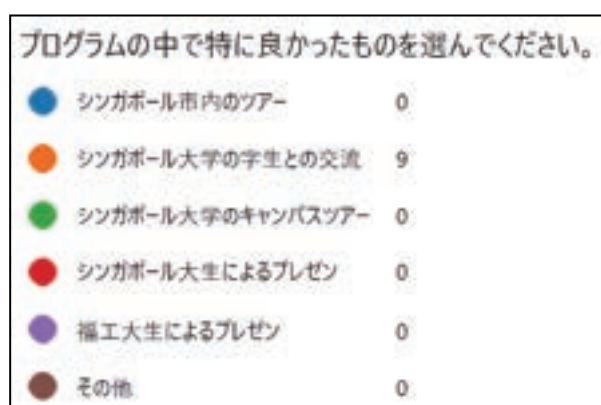 プログラムの中で特に良かったものを選んでください。
シンガポール市内のツアー 0
シンガポール大学の学生との交流 9
シンガポール大学のキャンパスツアー 0
シンガポール大生によるプレゼン 0
福工大生によるプレゼン 0
その他 0